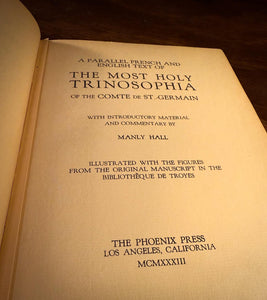 A PARALLEL FRENCH AND
ENGLISH TEXT OF
THE MOST HOLY
TRINOSOPHIA
OF THE COMTE DE ST.-GERMAIN
WITH INTRODUCTORY MATERIAL
AND COMMENTARY BY
MANLY HALL
ILLUSTRATED WITH THE FIGURES
FROM THE ORIGINAL MANUSCRIPT IN THE
BIBLIOTHÈQUE DE TROYES
THE PHOENIX PRESS
LOS ANGELES, CALIFORNIA
MCMXXXIII